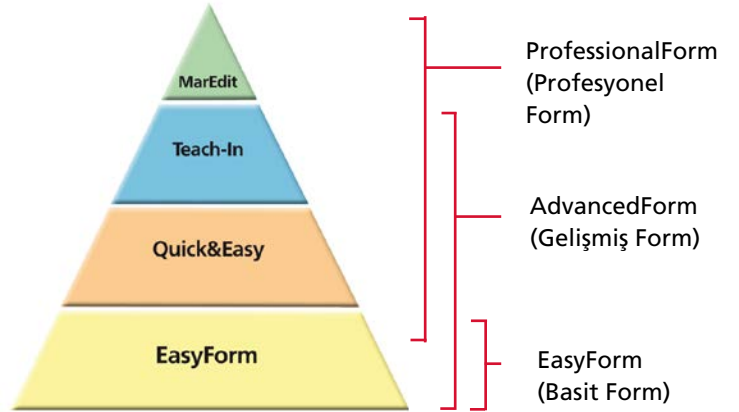 MarEdit
Teach-In
Quick&Easy
EasyForm
ProfessionalForm
(Profesyonel
Form)
AdvancedForm
(Gelişmiş Form)
EasyForm
(Basit Form)